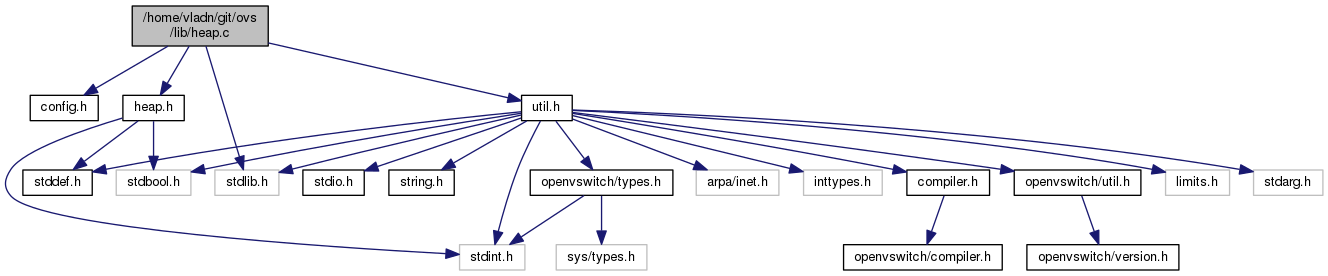 /home/vladn/git/ovs
/lib/heap.c
config.h
heap.h
util.h
stddef.h
stdbool.h
stdlib.h
stdio.h
string.h
openvswitch/types.h
arpa/inet.h
inttypes.h
compiler.h
openvswitch/util.h
limits.h
stdarg.h
stdint.h
sys/types.h
openvswitch/compiler.h
openvswitch/version.h